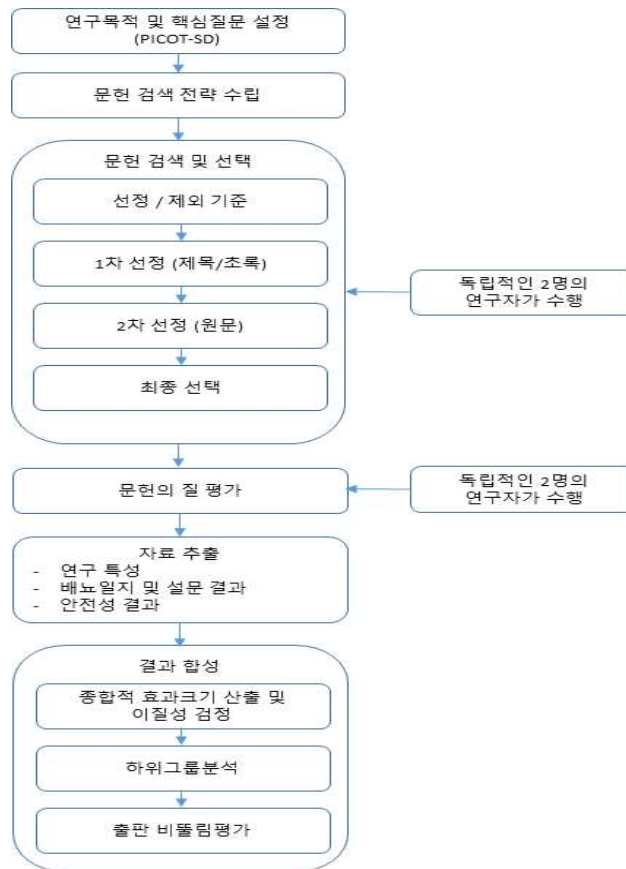 연구목적 및 핵심질문 설정
(PICOT-SD)
문헌 검색 전략 수립
문헌 검색 및 선택
선정 / 제외 기준
1차 선정 (제목/초록)
2차 선정 (원문)
최종 선택
독립적인 2명의
연구자가 수행
문헌의 질 평가
독립적인 2명의
연구자가 수행
자료 추출
- 연구 특성
- 배뇨일지 및 설문 결과
- 안전성 결과
결과 합성
종합적 효과크기 산출 및
이질성 검정
하위그룹분석
출판 비뚤림평가